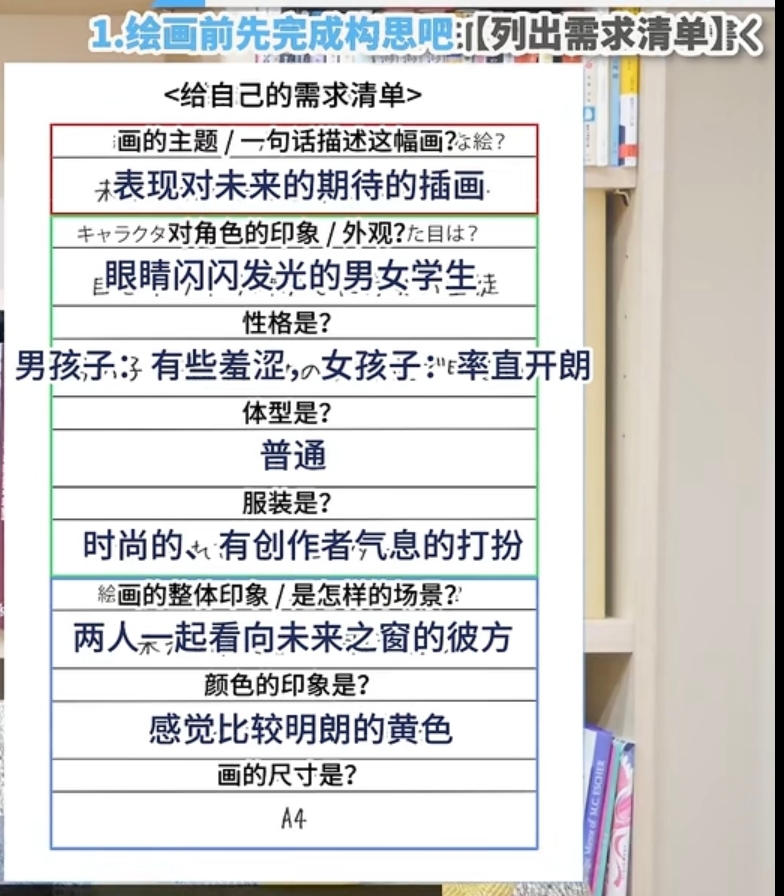 1.绘画前先完成构思吧【列出需求清单】く
<给自己的需求清单>
画的主题 / 一句话描述这幅画?な絵?
表现对未来的期待的插画
キャラクタ对角色的印象 / 外观?た目は?
眼睛闪闪发光的男女学生
性格是?
男孩子：有些羞涩，女孩子：率直开朗
体型是?
普通
服装是?
时尚的、有创作者气息的打扮
絵画的整体印象 / 是怎样的场景?
两人一起看向未来之窗的彼方
颜色的印象是?
感觉比较明朗的黄色
画的尺寸是?
A4
Mirror of M.C. ESCHER